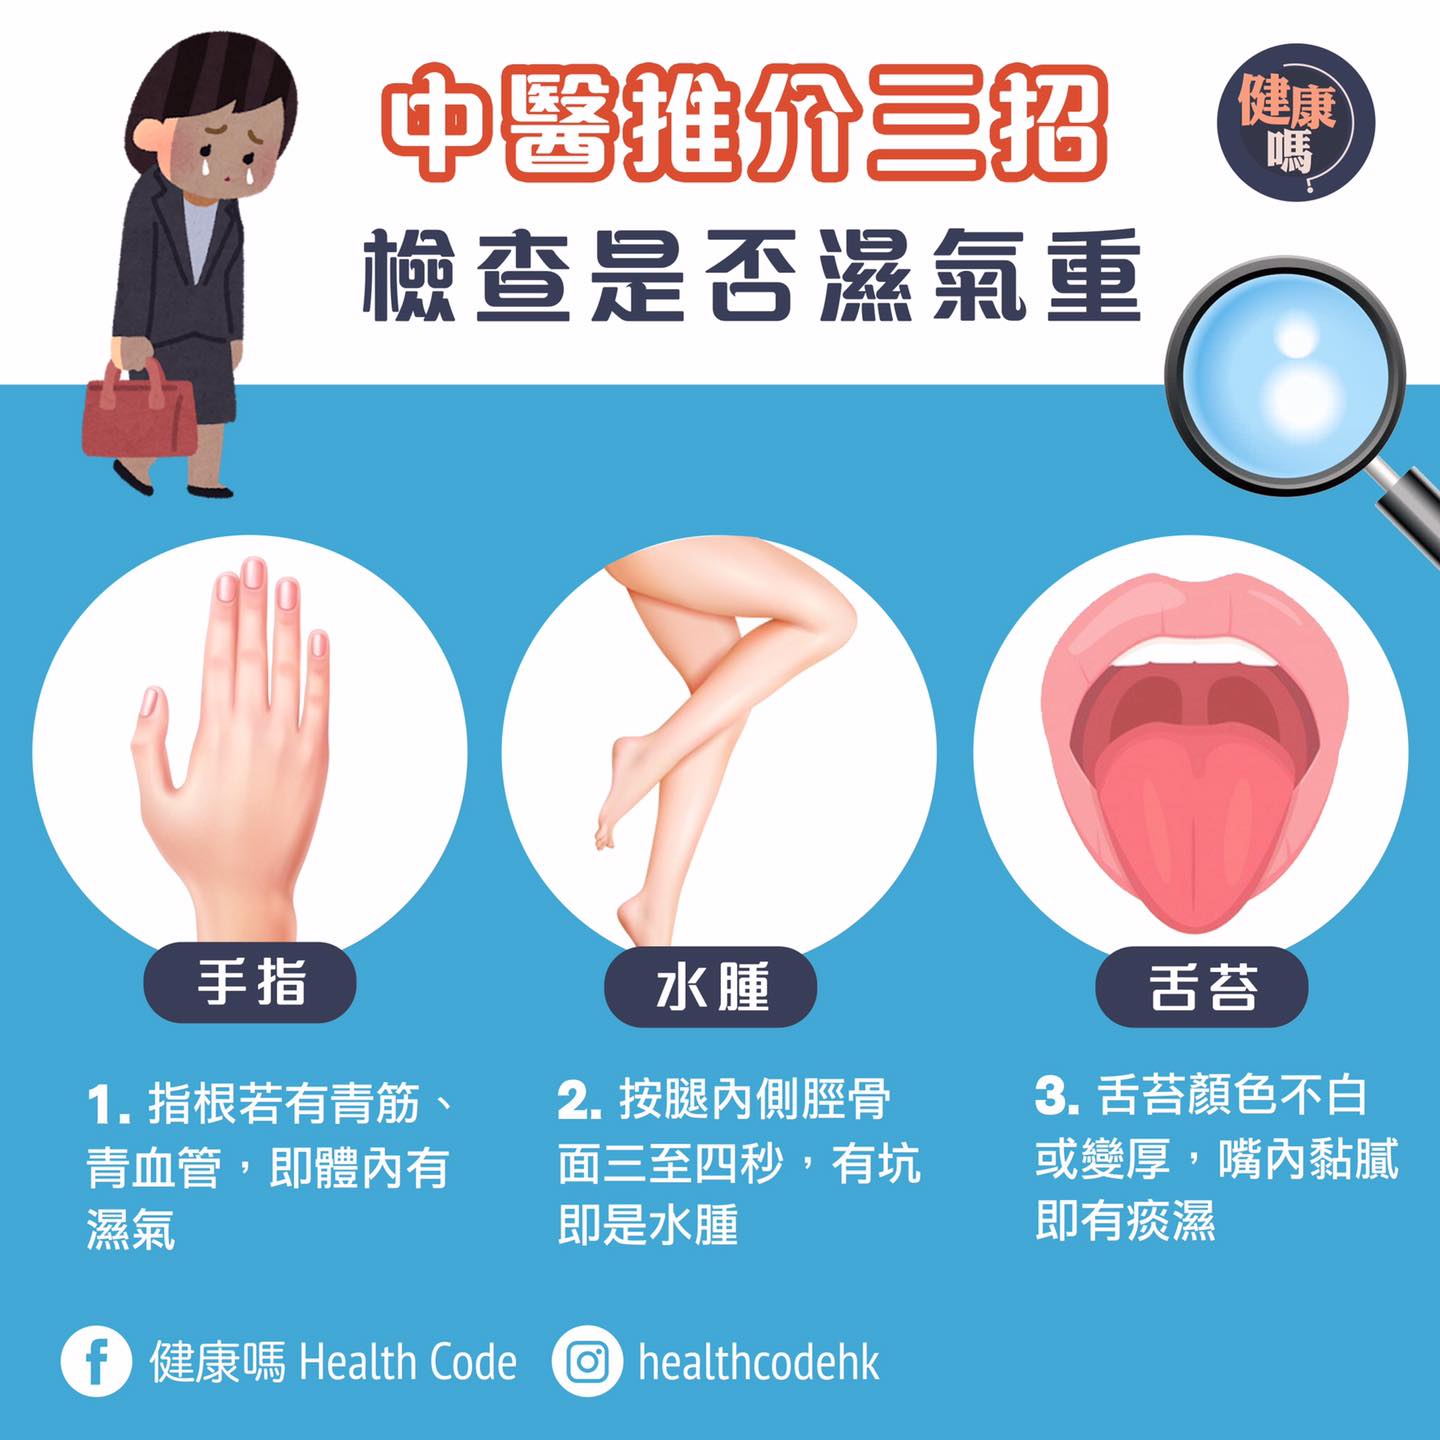 中醫推介三招
健康
嗎
檢查是否濕氣重
手指
水腫
舌苔
1. 指根若有青筋、
青血管，即體內有
濕氣
2. 按腿內側脛骨
面三至四秒，有坑
即是水腫
3. 舌苔顏色不白
或變厚，嘴內黏膩
即有痰濕
健康嗎 Health Code
healthcodehk